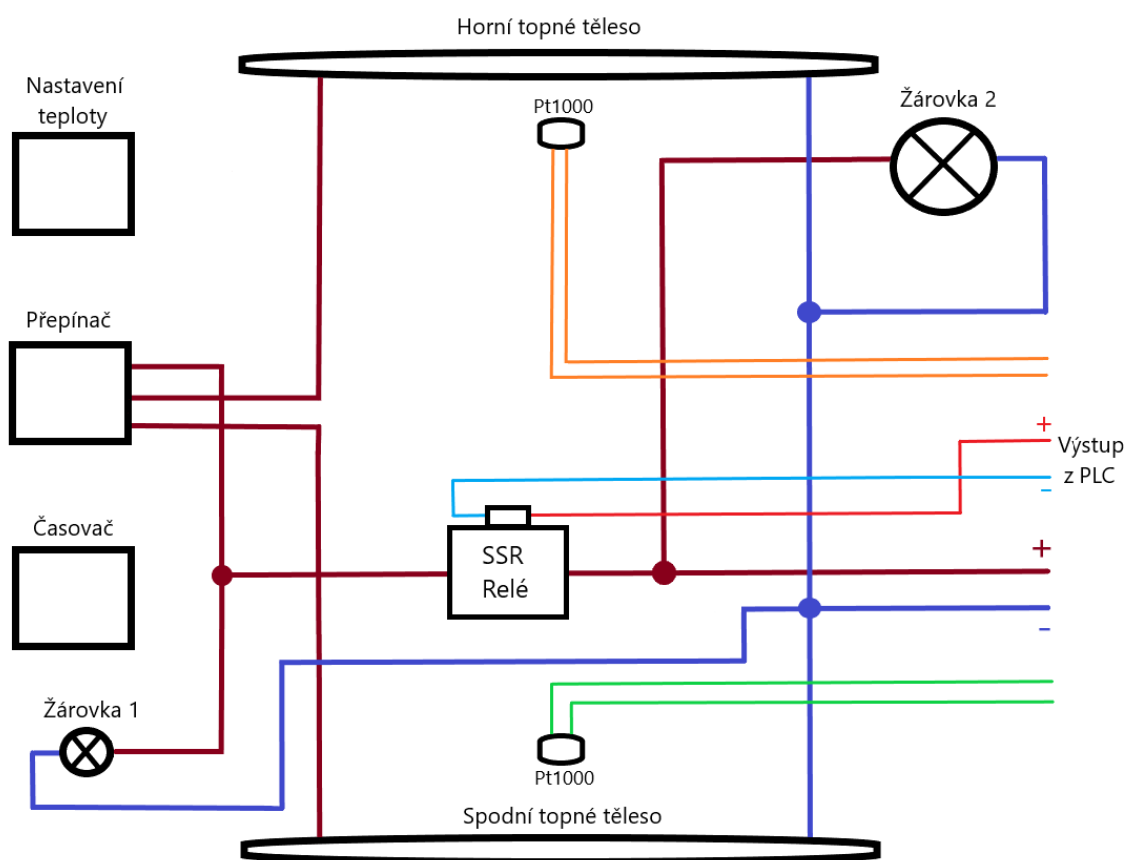 Horní topné těleso
Nastavení
teploty
Pt1000
Žárovka 2
Přepínač
+
Výstup
z PLC
–
Časovač
SSR
Relé
+
–
Žárovka 1
Pt1000
Spodní topné těleso